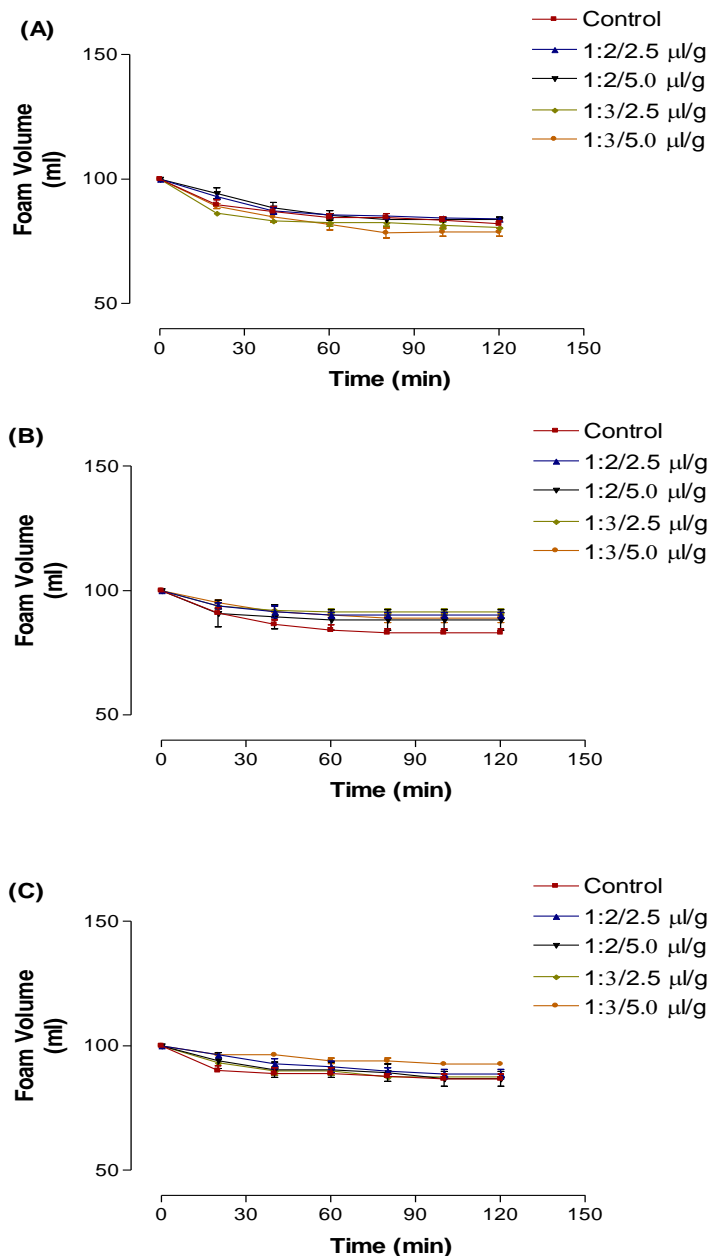 (A)
Control
1:2/2.5 µl/g
1:2/5.0 µl/g
1:3/2.5 µl/g
1:3/5.0 µl/g
150
100
50
Foam Volume
(ml)
0 30 60 90 120 150
Time (min)
(B)
Control
1:2/2.5 µl/g
1:2/5.0 µl/g
1:3/2.5 µl/g
1:3/5.0 µl/g
150
100
50
Foam Volume
(ml)
0 30 60 90 120 150
Time (min)
(C)
Control
1:2/2.5 µl/g
1:2/5.0 µl/g
1:3/2.5 µl/g
1:3/5.0 µl/g
150
100
50
Foam Volume
(ml)
0 30 60 90 120 150
Time (min)